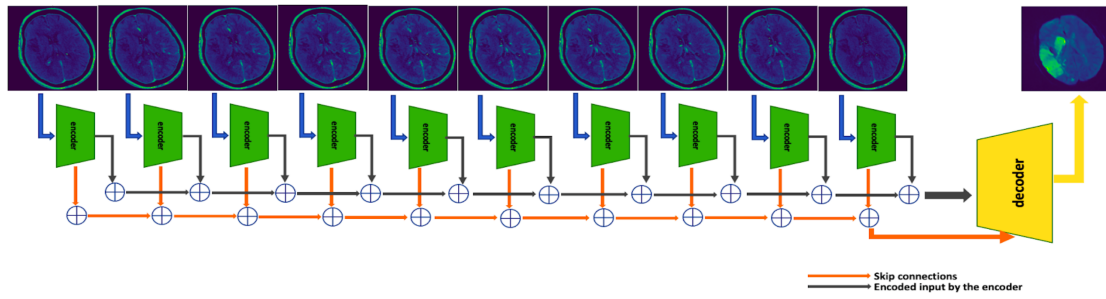 encoder
encoder
encoder
encoder
encoder
encoder
encoder
encoder
encoder
encoder
decoder
Skip connections
Encoded input by the encoder